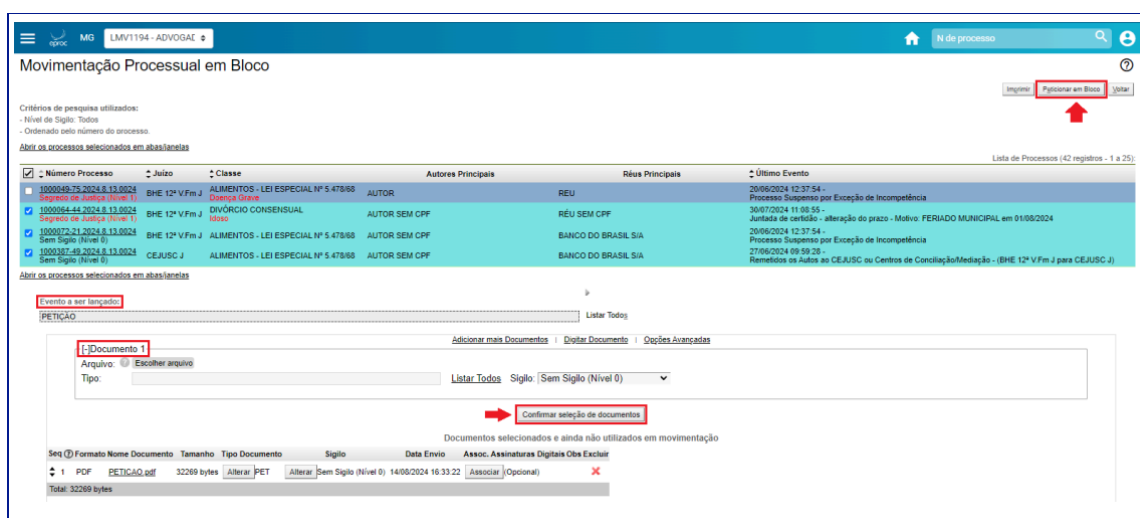 eproc MG LMV1194 - ADVOGAD N de processo
Movimentação Processual em Bloco
Imprimir Peticionar em Bloco Voltar
Critérios de pesquisa utilizados:
- Nível de Sigilo: Todos
- Ordenado pelo número do processo.
Abrir os processos selecionados em abas/janelas
Lista de Processos (42 registros - 1 a 25):
Número Processo Juízo Classe Autores Principais Réus Principais Último Evento
1000049-75.2024.8.13.0024 BHE 12ª V.Fm J ALIMENTOS - LEI ESPECIAL Nº 5.478/68 AUTOR REU 20/06/2024 12:37:54 -
Segredo de Justiça (Nível 1) Doença Grave Processo Suspenso por Exceção de Incompetência
1000064-44.2024.8.13.0024 BHE 12ª V.Fm J DIVÓRCIO CONSENSUAL AUTOR SEM CPF RÉU SEM CPF 30/07/2024 11:08:55 -
Segredo de Justiça (Nível 1) Idoso Juntada de certidão - alteração do prazo - Motivo: FERIADO MUNICIPAL em 01/08/2024
1000072-21.2024.8.13.0024 BHE 12ª V.Fm J ALIMENTOS - LEI ESPECIAL Nº 5.478/68 AUTOR SEM CPF BANCO DO BRASIL S/A 20/06/2024 12:37:54 -
Sem Sigilo (Nível 0) Processo Suspenso por Exceção de Incompetência
1000387-49.2024.8.13.0024 CEJUSC J ALIMENTOS - LEI ESPECIAL Nº 5.478/68 AUTOR SEM CPF BANCO DO BRASIL S/A 27/06/2024 09:59:28 -
Sem Sigilo (Nível 0) Remetidos os Autos ao CEJUSC ou Centros de Conciliação/Mediação - (BHE 12ª V.Fm J para CEJUSC J)
Abrir os processos selecionados em abas/janelas
Evento a ser lançado:
PETIÇÃO Listar Todos
Adicionar mais Documentos | Digitar Documento | Opções Avançadas
[-]Documento 1
Arquivo: Escolher arquivo
Tipo: Listar Todos Sigilo: Sem Sigilo (Nível 0)
Confirmar seleção de documentos
Documentos selecionados e ainda não utilizados em movimentação
Seq Formato Nome Documento Tamanho Tipo Documento Sigilo Data Envio Assoc. Assinaturas Digitais Obs Excluir
1 PDF PETICAO.pdf 32269 bytes Alterar PET Alterar Sem Sigilo (Nível 0) 14/08/2024 16:33:22 Associar (Opcional)
Total: 32269 bytes